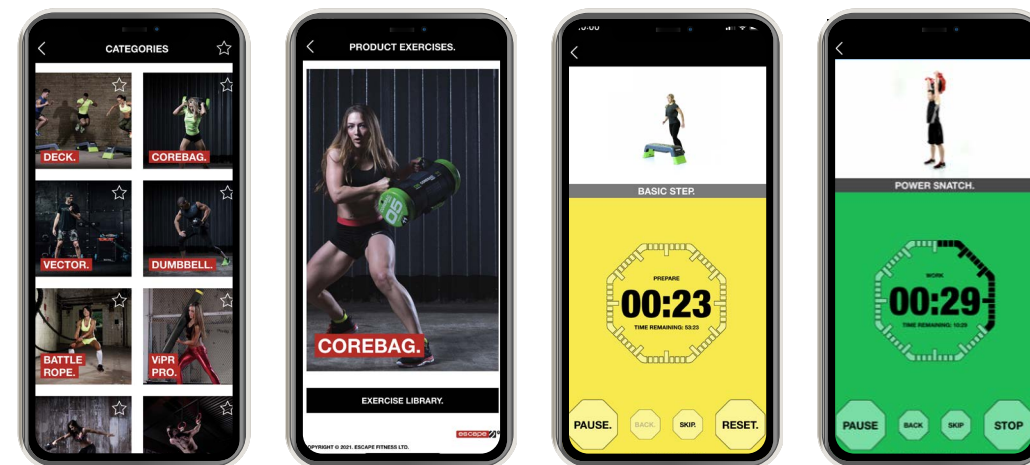 CATEGORIES
DECK.
COREBAG.
VECTOR.
DUMBBELL.
BATTLE
ROPE.
ViPR
PRO.
PRODUCT EXERCISES.
05
COREBAG.
EXERCISE LIBRARY.
escape
OPYRIGHT © 2021. ESCAPE FITNESS LTD.
BASIC STEP.
PREPARE
00:23
TIME REMAINING: 53:23
PAUSE.
BACK.
SKIP.
RESET.
POWER SNATCH.
WORK
00:29
TIME REMAINING: 10:29
PAUSE
BACK
SKIP
STOP